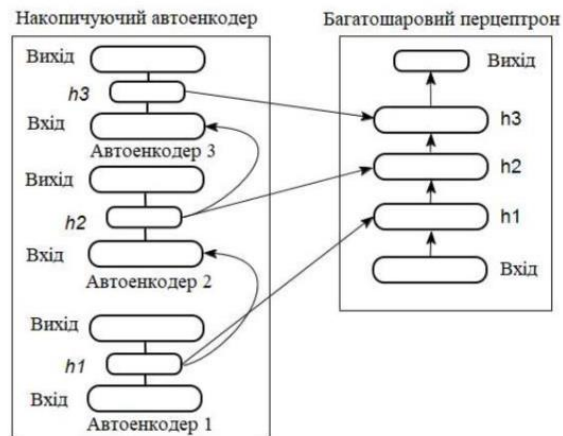 Накопичуючий автоенкодер
Вихід
h3
Вхід
Автоенкодер 3
Вихід
h2
Вхід
Автоенкодер 2
Вихід
h1
Вхід
Автоенкодер 1
Багатошаровий перцептрон
Вихід
h3
h2
h1
Вхід